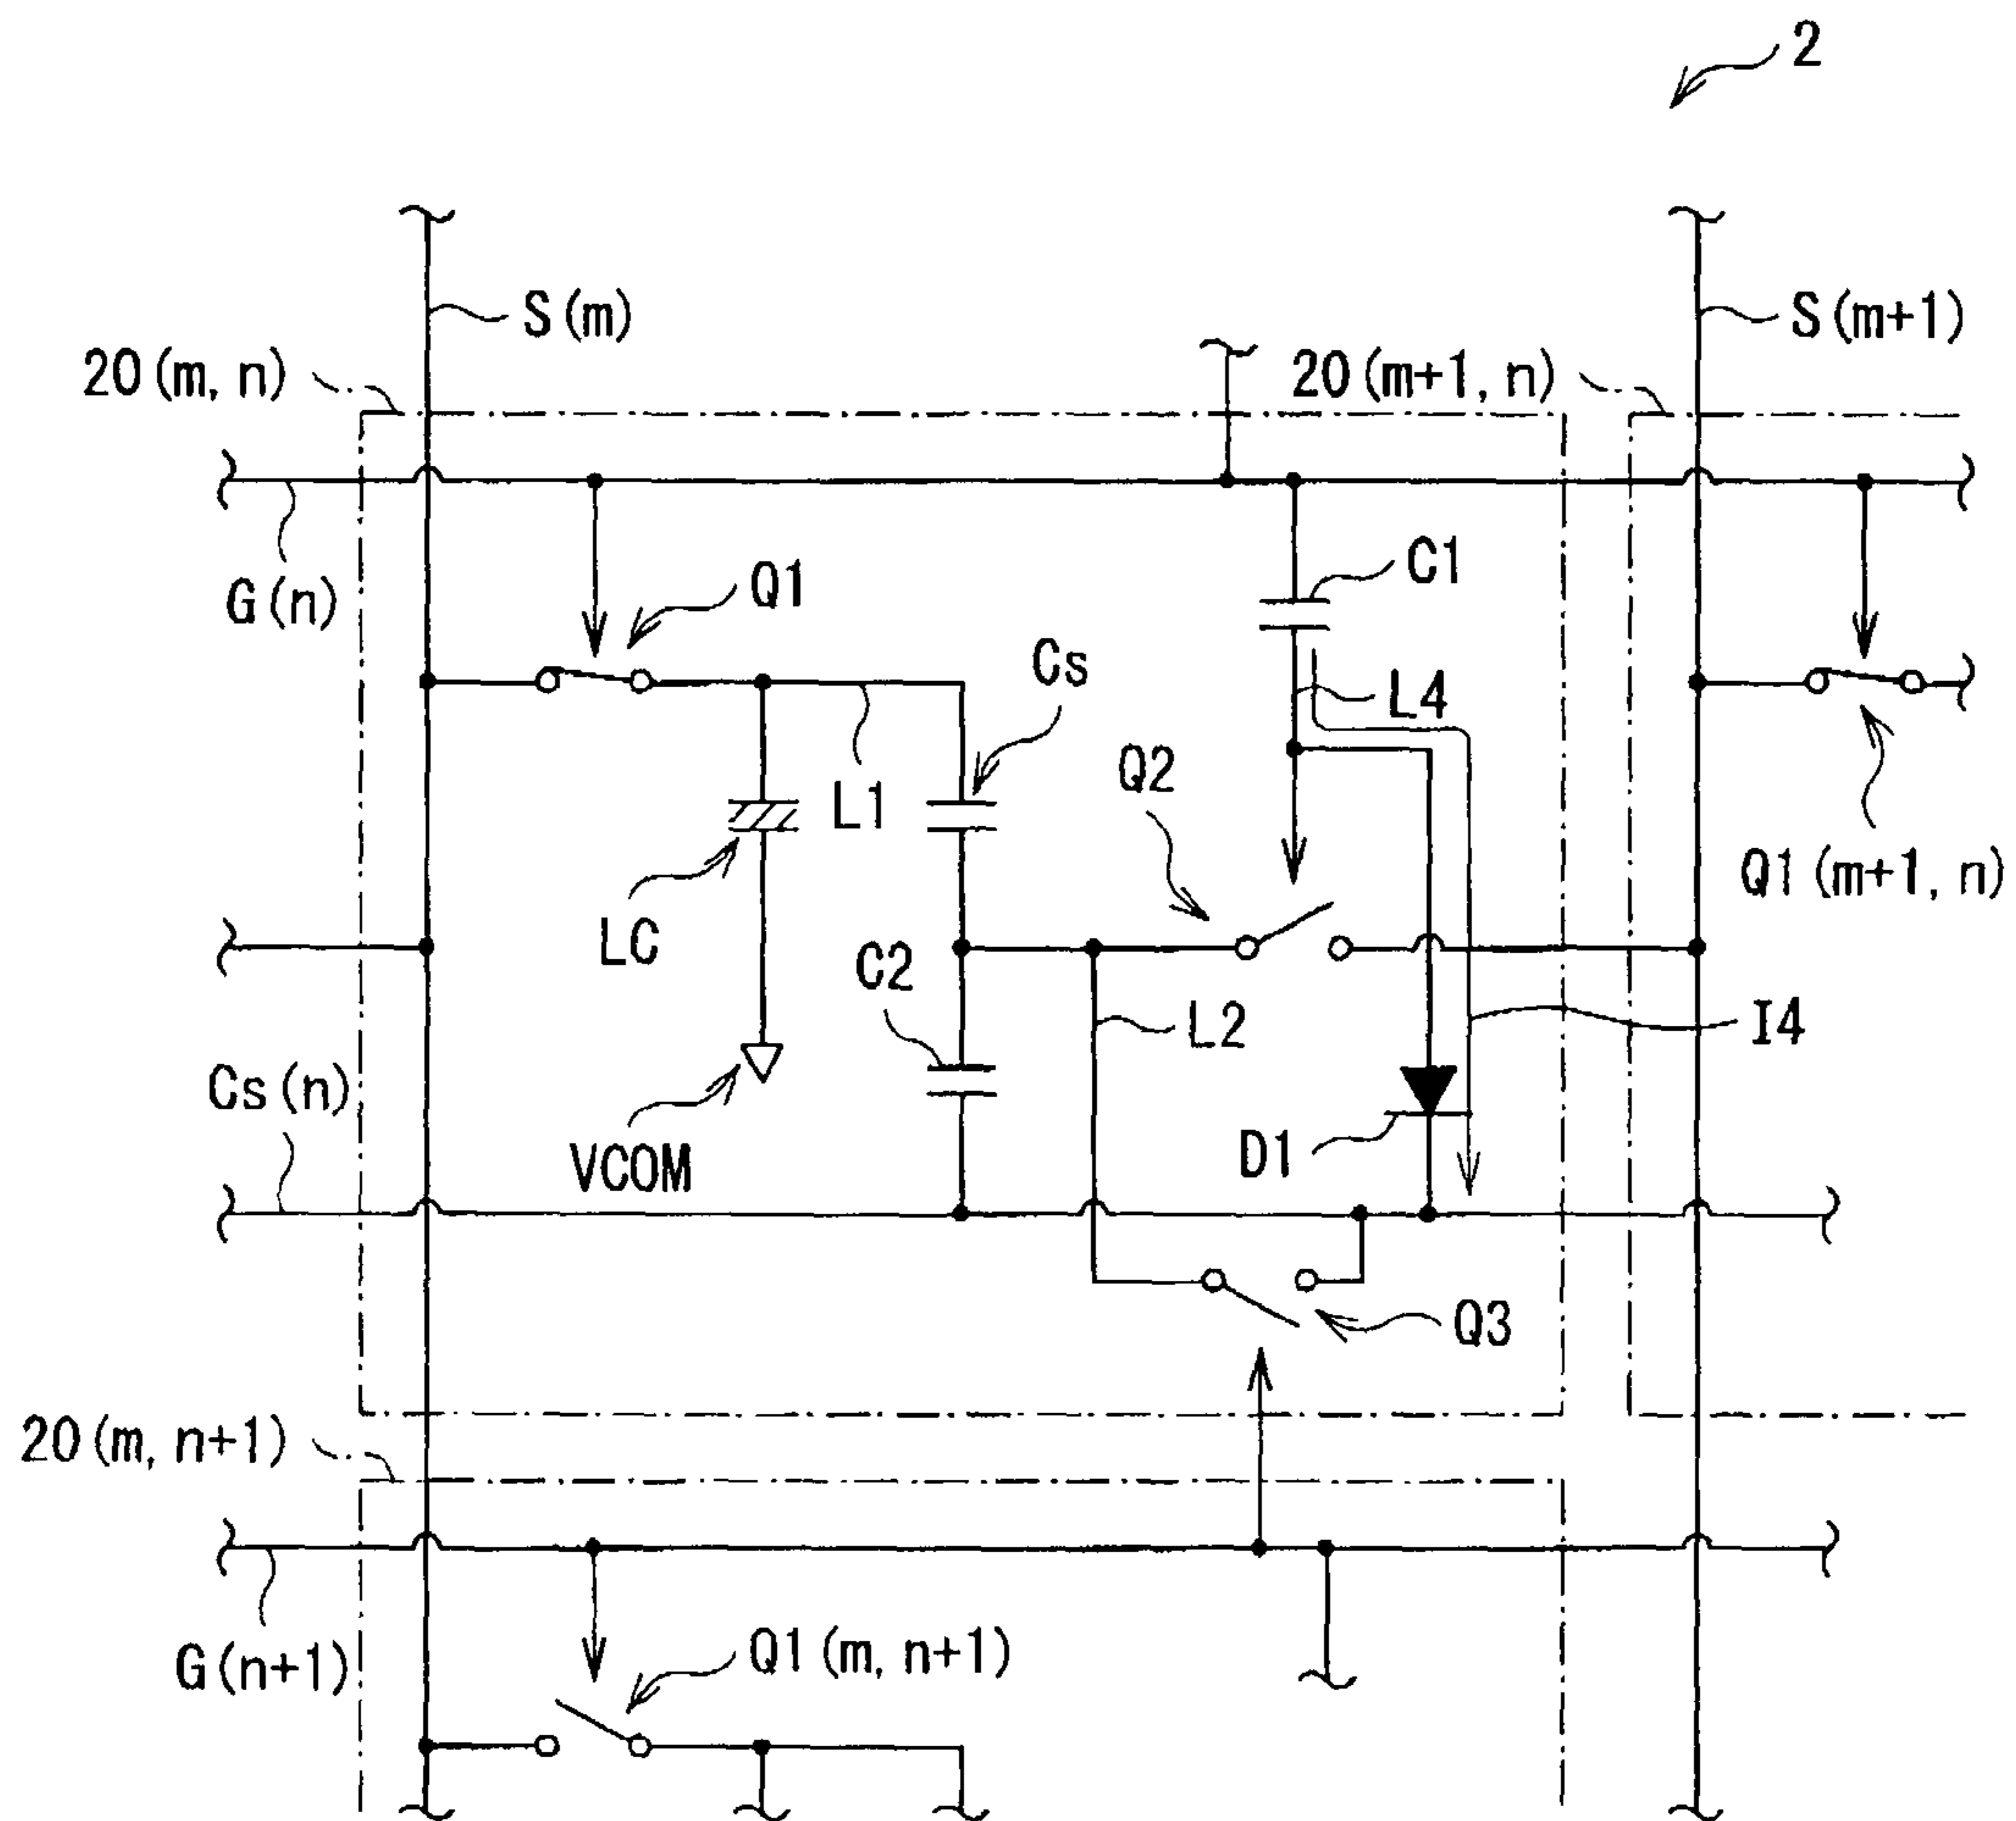 2
S(m)
S(m+1)
20(m, n)
20(m+1, n)
G(n)
Q1
C1
Cs
L4
Q2
L1
LC
Q1(m+1, n)
C2
L2
I4
Cs(n)
VCOM
D1
Q3
20(m, n+1)
G(n+1)
Q1(m, n+1)